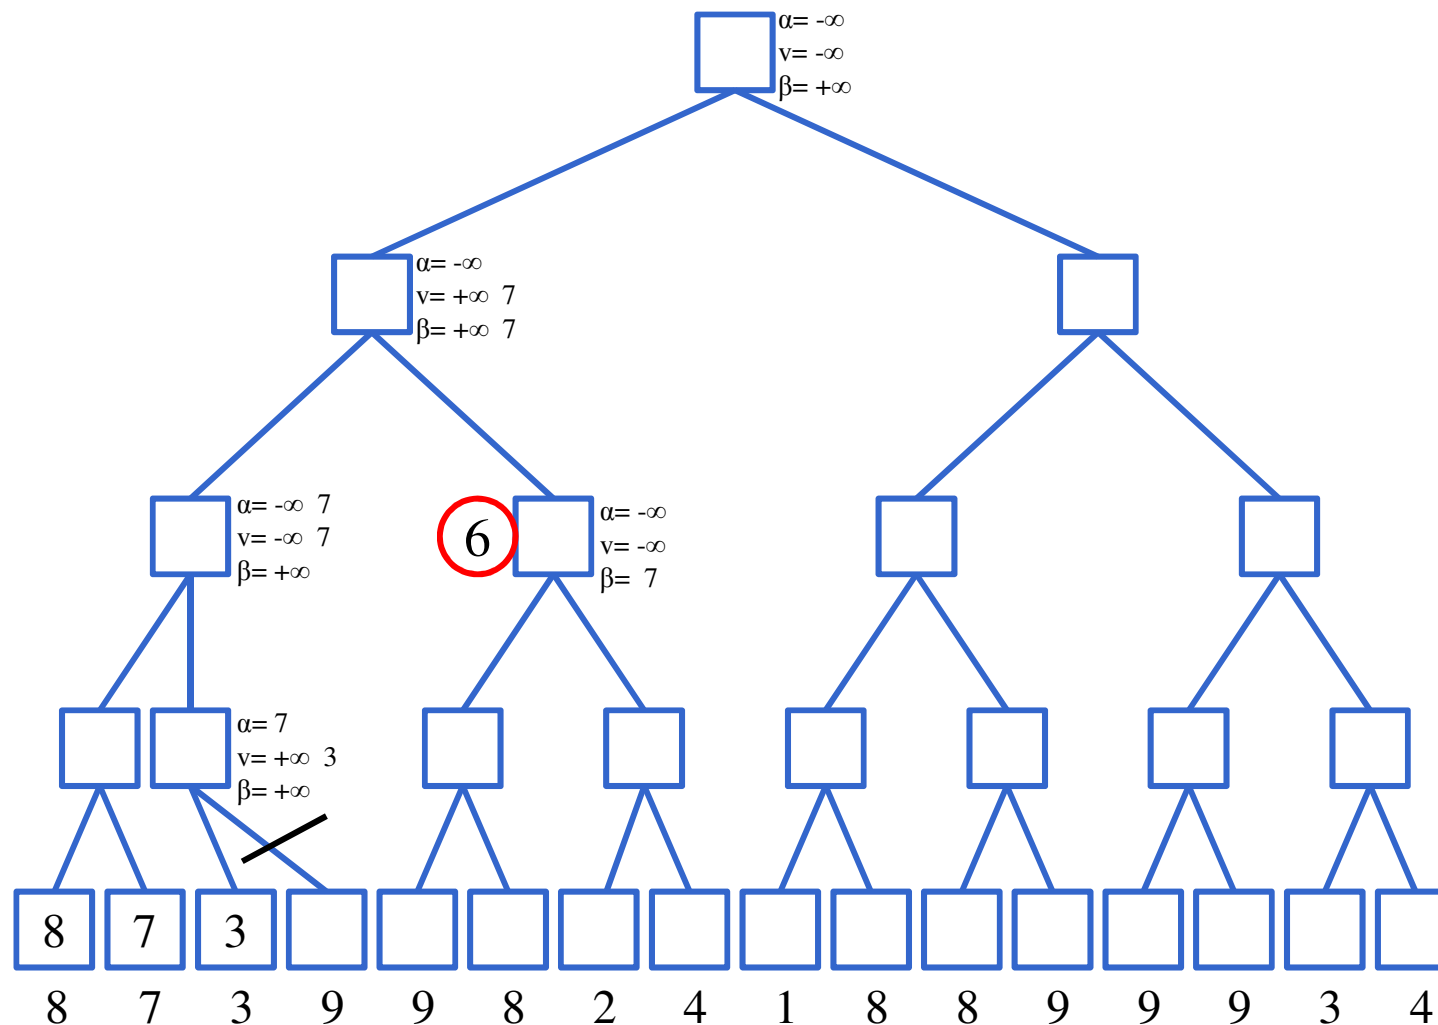 α= -∞
v= -∞
β= +∞
α= -∞
v= +∞ 7
β= +∞ 7
α= -∞ 7
v= -∞ 7
β= +∞
6
α= -∞
v= -∞
β= 7
α= 7
v= +∞ 3
β= +∞
8 7 3
8 7 3 9 9 8 2 4 1 8 8 9 9 9 3 4